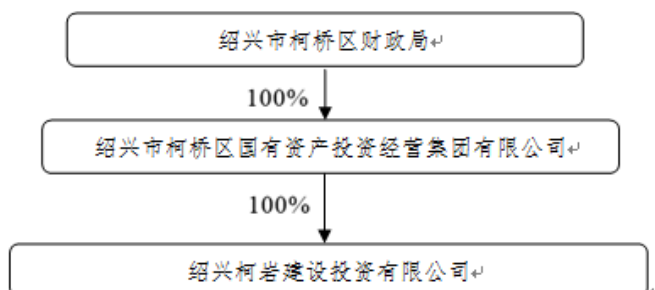 绍兴市柯桥区财政局
100%
绍兴市柯桥区国有资产投资经营集团有限公司
100%
绍兴柯岩建设投资有限公司